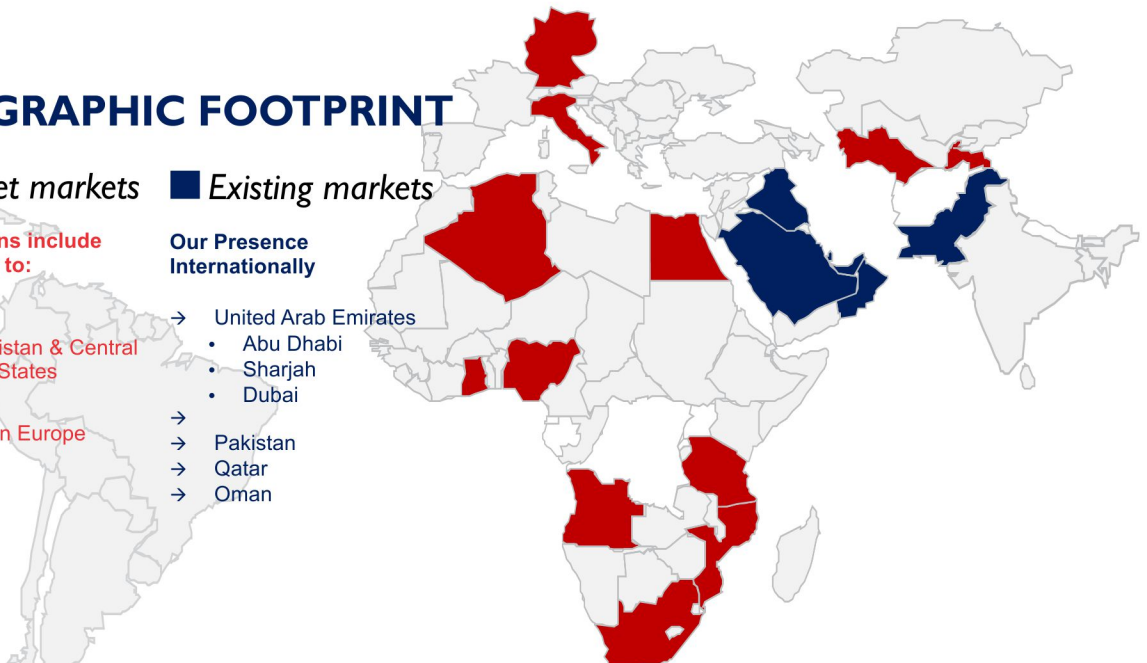 GRAPHIC FOOTPRINT
et markets
Existing markets
ns include
to:
istan & Central
States
n Europe
Our Presence
Internationally
→ United Arab Emirates
• Abu Dhabi
• Sharjah
• Dubai
→
→ Pakistan
→ Qatar
→ Oman